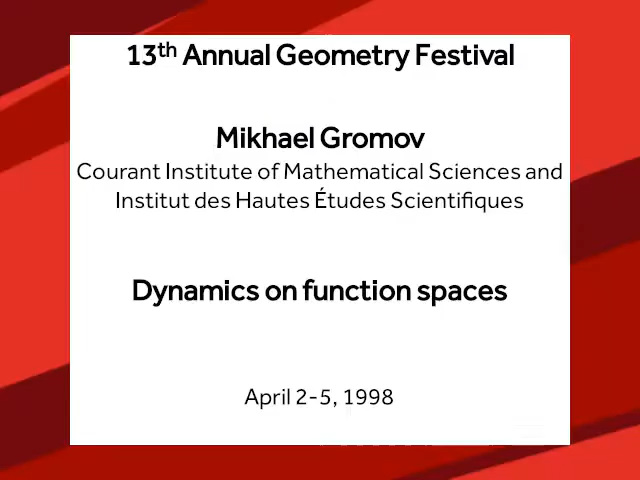 13th Annual Geometry Festival
Mikhael Gromov
Courant Institute of Mathematical Sciences and
Institut des Hautes Études Scientifiques
Dynamics on function spaces
April 2-5, 1998